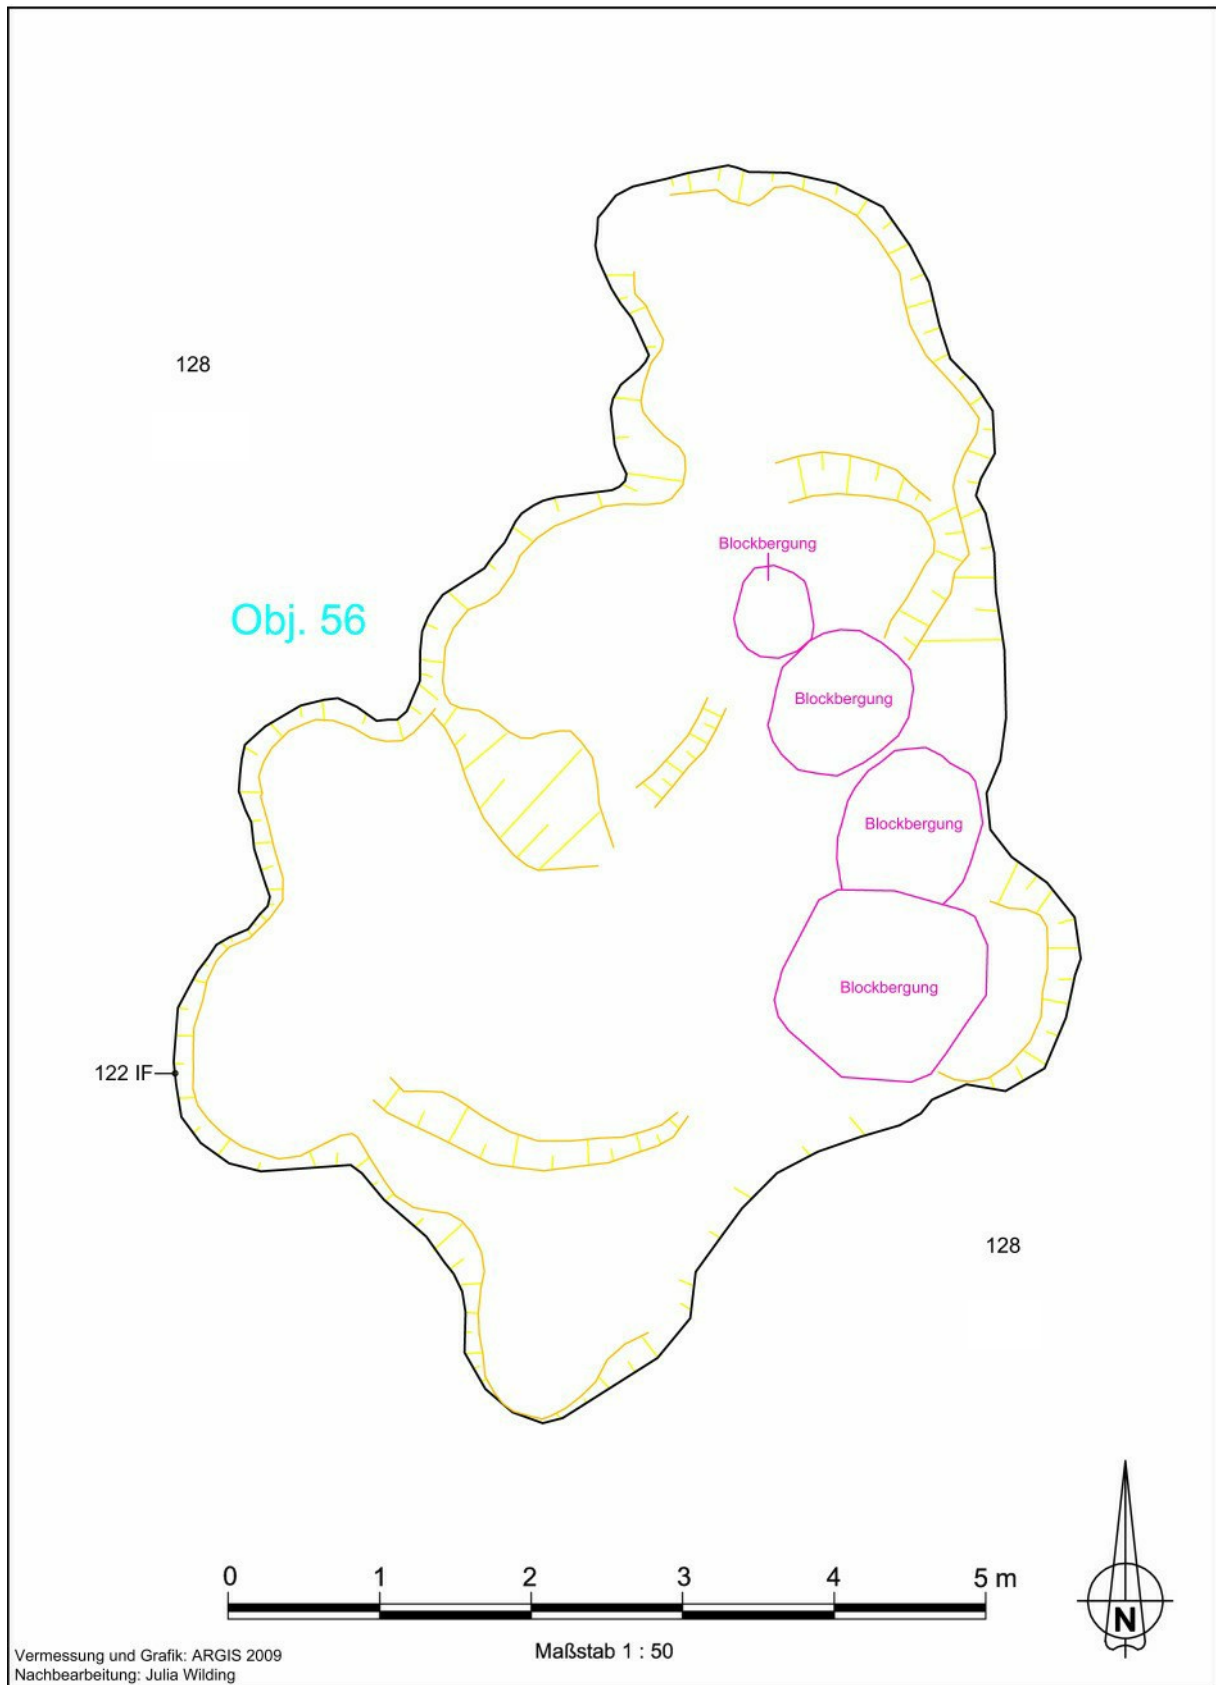 128
Blockbergung
Obj. 56
Blockbergung
Blockbergung
Blockbergung
122 IF
128
0 1 2 3 4 5 m
N
Maßstab 1 : 50
Vermessung und Grafik: ARGIS 2009
Nachbearbeitung: Julia Wilding